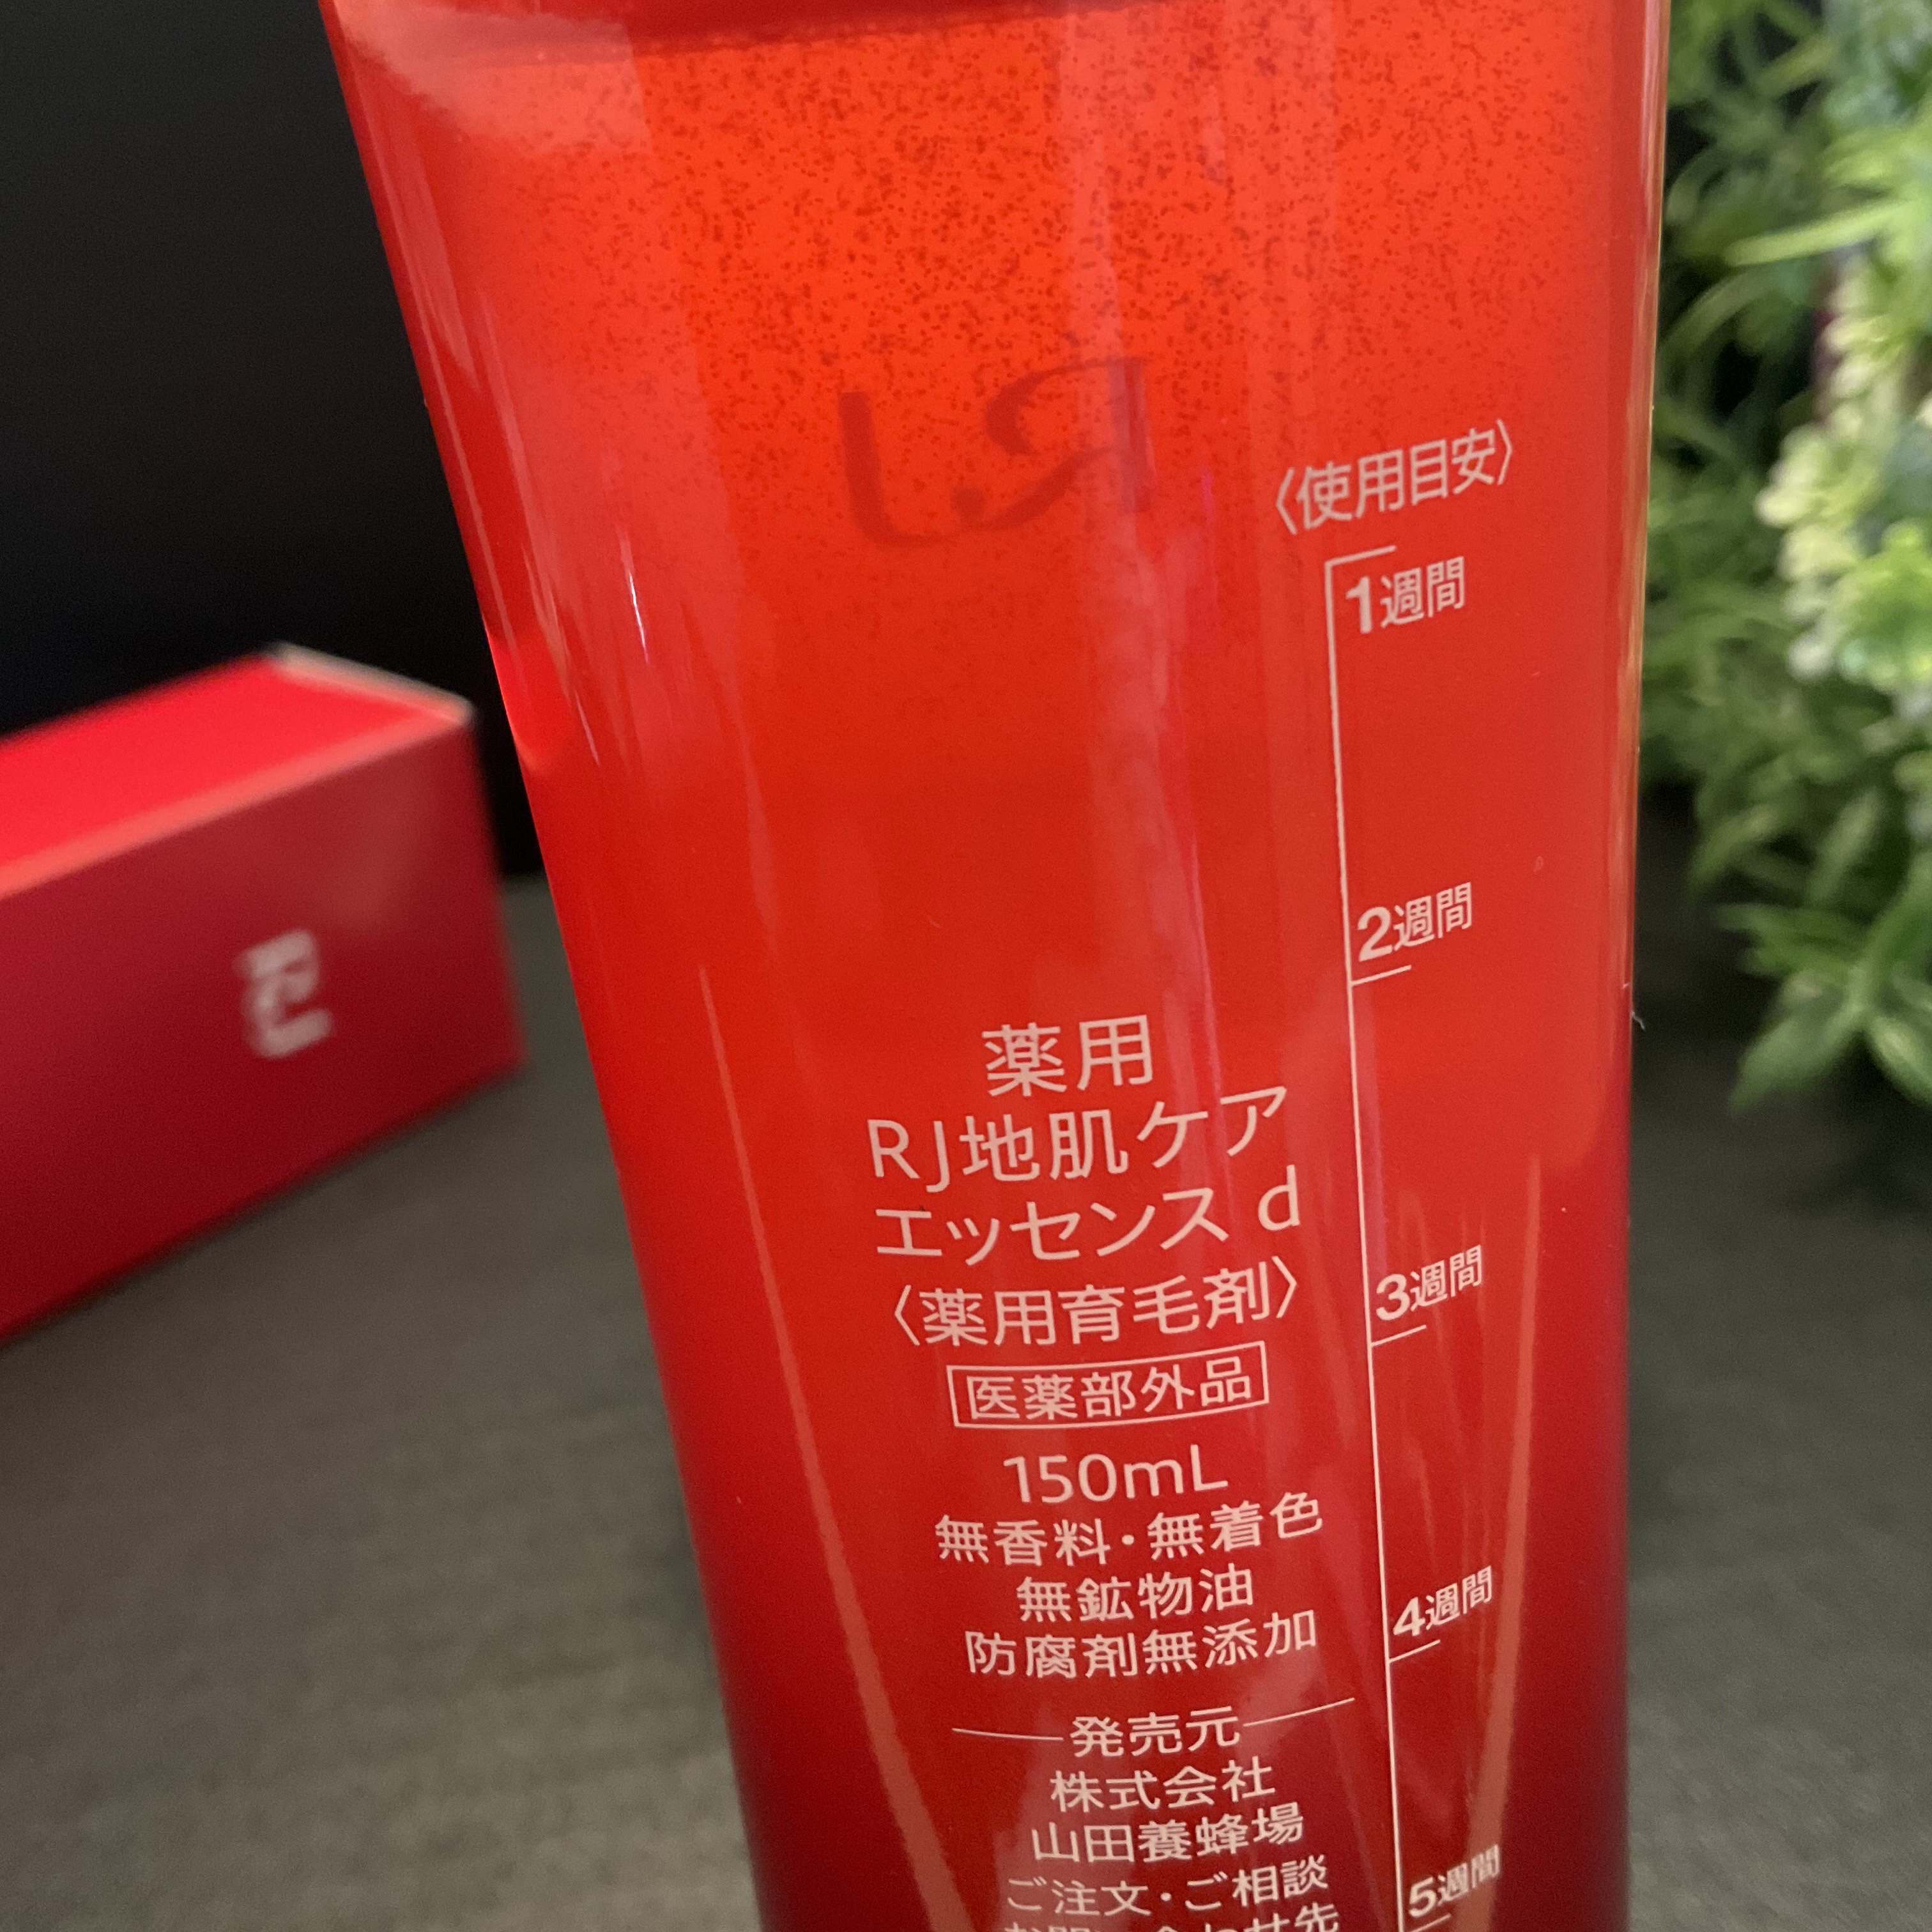 RJ
〈使用目安〉
1週間
2週間
3週間
4週間
5週間
薬用
RJ地肌ケア
エッセンス d
〈薬用育毛剤〉
医薬部外品
150mL
無香料・無着色
無鉱物油
防腐剤無添加
発売元
株式会社
山田養蜂場
ご注文・ご相談
RJ